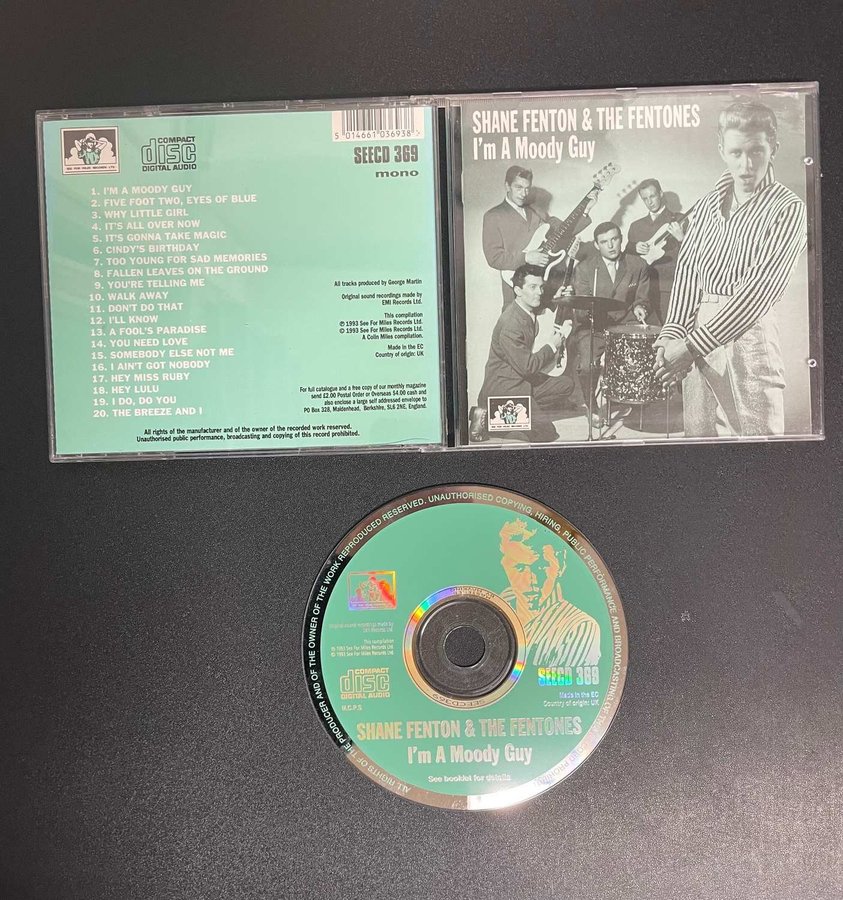 COMPACT
disc
DIGITAL AUDIO
5 014661 036938 >
SEECD 369
mono
SEE FOR MILES RECORDS LTD.
1. I'M A MOODY GUY
2. FIVE FOOT TWO, EYES OF BLUE
3. WHY LITTLE GIRL
4. IT'S ALL OVER NOW
5. IT'S GONNA TAKE MAGIC
6. CINDY'S BIRTHDAY
7. TOO YOUNG FOR SAD MEMORIES
8. FALLEN LEAVES ON THE GROUND
9. YOU'RE TELLING ME
10. WALK AWAY
11. DON'T DO THAT
12. I'LL KNOW
13. A FOOL'S PARADISE
14. YOU NEED LOVE
15. SOMEBODY ELSE NOT ME
16. I AIN'T GOT NOBODY
17. HEY MISS RUBY
18. HEY LULU
19. I DO, DO YOU
20. THE BREEZE AND I
All tracks produced by George Martin
Original sound recordings made by
EMI Records Ltd.
This compilation
℗ 1993 See For Miles Records Ltd.
© 1993 See For Miles Records Ltd.
A Colin Miles compilation.
Made in the EC
Country of origin: UK
For full catalogue and a free copy of our monthly magazine
send £2.00 Postal Order or Overseas $4.00 cash and
also enclose a large self addressed envelope to
PO Box 328, Maidenhead, Berkshire, SL6 2NE, England.
All rights of the manufacturer and of the owner of the recorded work reserved.
Unauthorised public performance, broadcasting and copying of this record prohibited.
SHANE FENTON & THE FENTONES
I'm A Moody Guy
SEE FOR MILES RECORDS LTD.
ALL RIGHTS OF THE PRODUCER AND OF THE OWNER OF THE WORK REPRODUCED RESERVED. UNAUTHORISED COPYING, HIRING, PUBLIC PERFORMANCE AND BROADCASTING OF
Original sound recordings made by
EMI Records Ltd.
This compilation
℗ 1993 See For Miles Records Ltd.
© 1993 See For Miles Records Ltd.
COMPACT
disc
DIGITAL AUDIO
M.C.P.S.
SEECD 369
Made in the EC
Country of origin: UK
SEECD369
SHANE FENTON & THE FENTONES
I'm A Moody Guy
See booklet for details